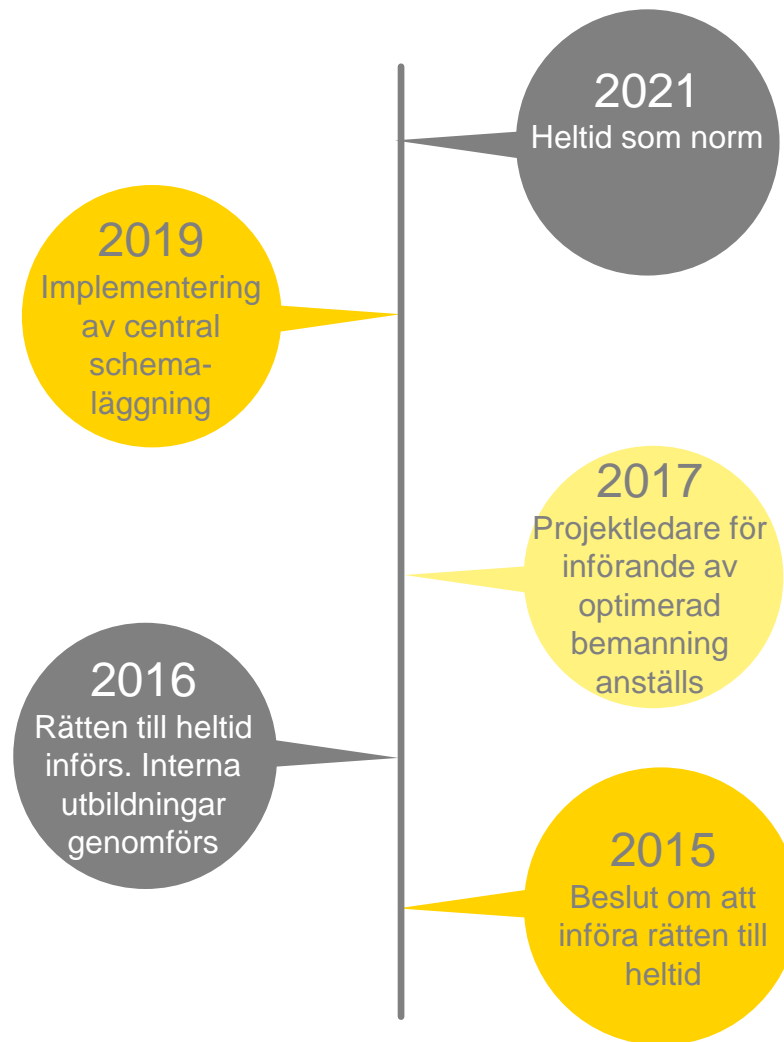 2021
Heltid som norm
2019
Implementering
av central
schema-
läggning
2017
Projektledare för
införande av
optimerad
bemanning
anställs
2016
Rätten till heltid
införs. Interna
utbildningar
genomförs
2015
Beslut om att
införa rätten till
heltid